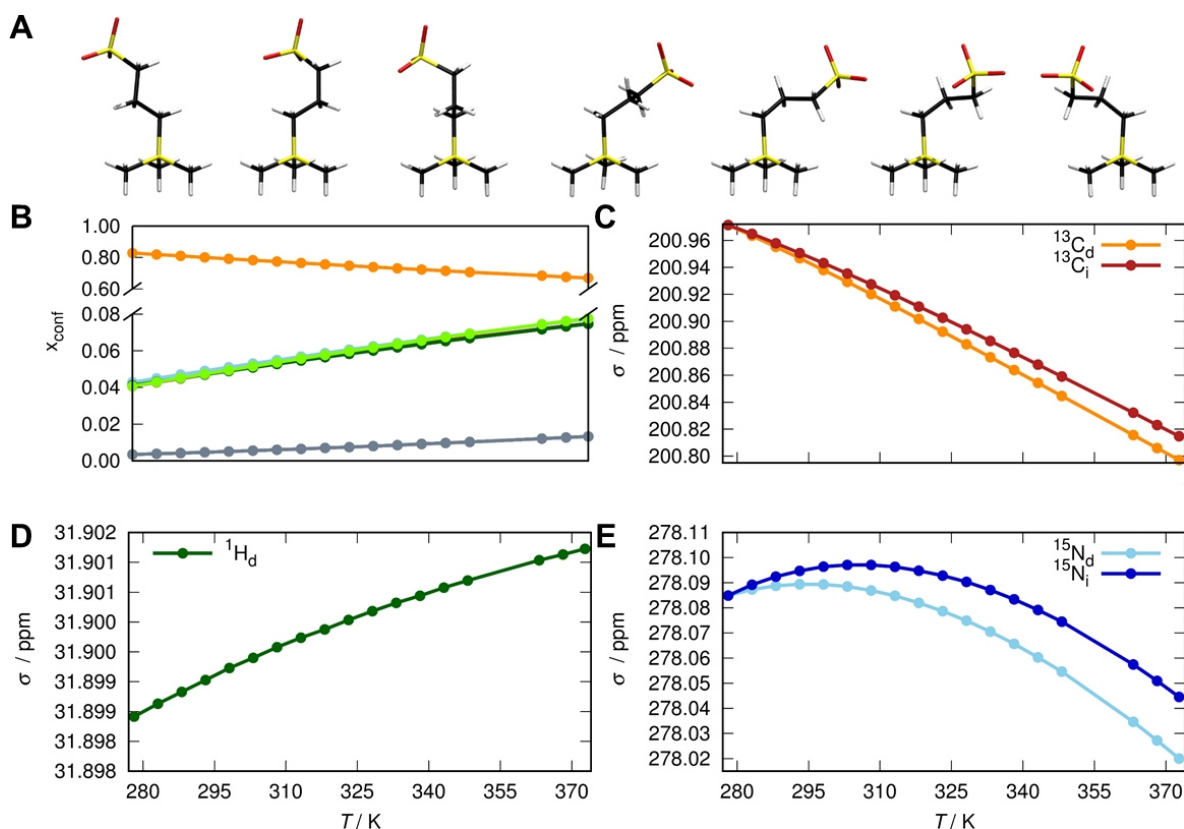 A
B
1.00
0.80
0.60
0.08
0.06
0.04
0.02
0.00
x_conf
C
200.96
200.94
200.92
200.90
200.88
200.86
200.84
200.82
200.80
σ / ppm
¹³C_d
¹³C_i
D
31.902
31.901
31.901
31.900
31.900
31.899
31.899
31.898
31.898
σ / ppm
¹H_d
280 295 310 325 340 355 370
T / K
E
278.11
278.10
278.09
278.08
278.07
278.06
278.05
278.04
278.03
278.02
σ / ppm
¹⁵N_d
¹⁵N_i
280 295 310 325 340 355 370
T / K